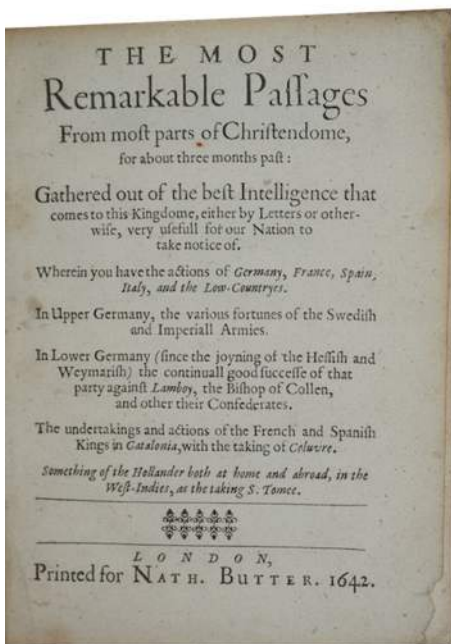 THE MOST
Remarkable Paſſages
From moſt parts of Chriſtendome,
for about three months paſt :
Gathered out of the beſt Intelligence that
comes to this Kingdome, either by Letters or other-
wiſe, very uſefull for our Nation to
take notice of.
Wherein you have the actions of Germany, France, Spain,
Italy, and the Low-Countryes.
In Upper Germany, the various fortunes of the Swediſh
and Imperiall Armies.
In Lower Germany (ſince the joyning of the Heſſiſh and
Weymariſh) the continuall good ſucceſſe of that
party againſt Lamboy, the Biſhop of Collen,
and other their Confederates.
The undertakings and actions of the French and Spaniſh
Kings in Catalonia, with the taking of Coluvre.
Something of the Hollander both at home and abroad, in the
Weſt-Indies, as the taking S. Tomee.
LONDON,
Printed for NATH. BUTTER. 1642.